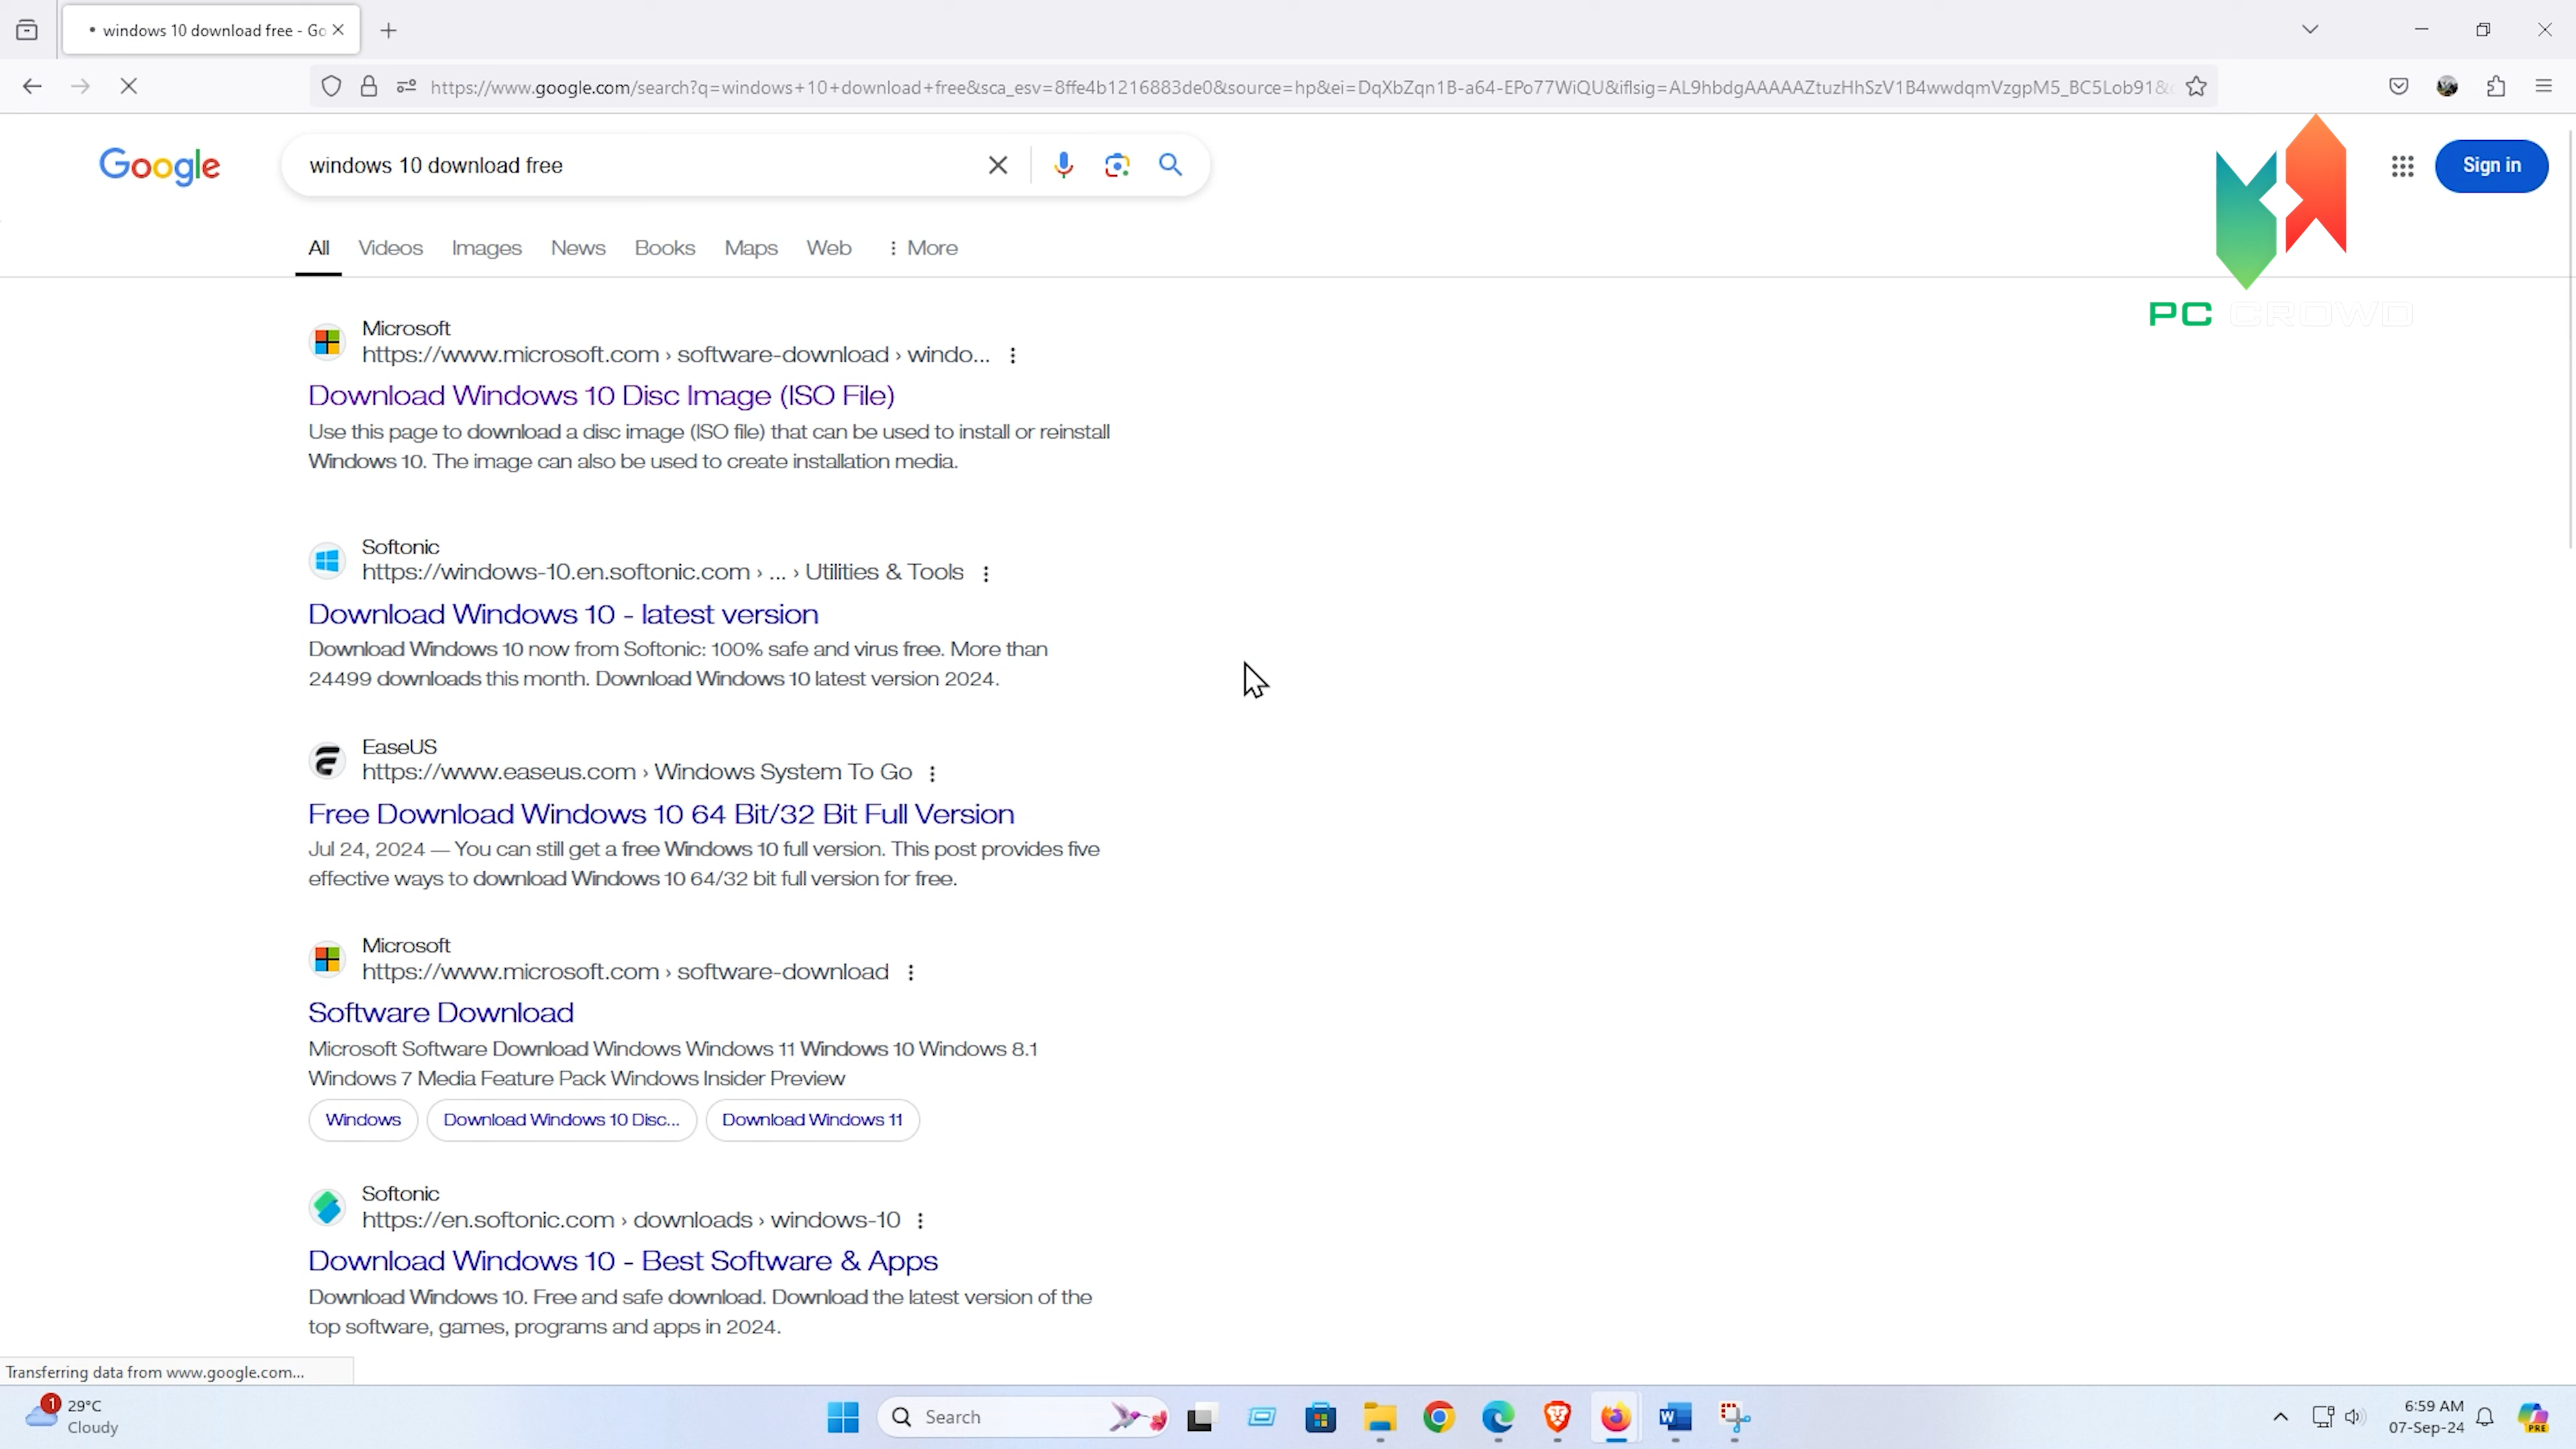 windows 10 download free - Go
https://www.google.com/search?q=windows+10+download+free&sca_esv=8ffe4b1216883de0&source=hp&ei=DqXbZqn1B-a64-EPo77WiQU&iflsig=AL9hbdgAAAAAZtuzHhSzV1B4wwdqmVzgpM5_BC5Lob91&
Google
windows 10 download free
Sign in
All Videos Images News Books Maps Web More
PC CROWD
Microsoft
https://www.microsoft.com › software-download › windo...
Download Windows 10 Disc Image (ISO File)
Use this page to download a disc image (ISO file) that can be used to install or reinstall
Windows 10. The image can also be used to create installation media.
Softonic
https://windows-10.en.softonic.com › ... › Utilities & Tools
Download Windows 10 - latest version
Download Windows 10 now from Softonic: 100% safe and virus free. More than
24499 downloads this month. Download Windows 10 latest version 2024.
EaseUS
https://www.easeus.com › Windows System To Go
Free Download Windows 10 64 Bit/32 Bit Full Version
Jul 24, 2024 — You can still get a free Windows 10 full version. This post provides five
effective ways to download Windows 10 64/32 bit full version for free.
Microsoft
https://www.microsoft.com › software-download
Software Download
Microsoft Software Download Windows Windows 11 Windows 10 Windows 8.1
Windows 7 Media Feature Pack Windows Insider Preview
Windows Download Windows 10 Disc... Download Windows 11
Softonic
https://en.softonic.com › downloads › windows-10
Download Windows 10 - Best Software & Apps
Download Windows 10. Free and safe download. Download the latest version of the
top software, games, programs and apps in 2024.
Transferring data from www.google.com...
1
29°C
Cloudy
Search
W
6:59 AM
07-Sep-24
PRE